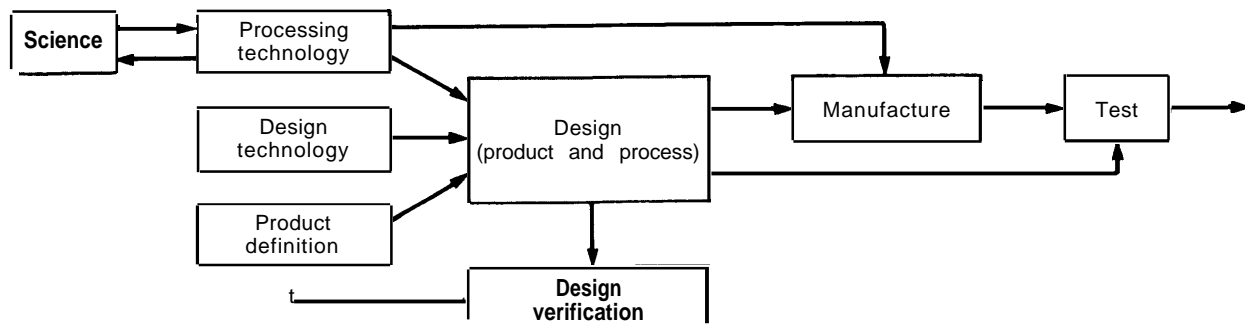 Science
Processing
technology
Design
technology
Product
definition
Design
(product and process)
Manufacture
Test
t
Design
verification